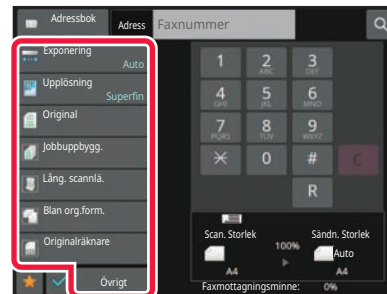 Adressbok
Adress
Faxnummer
Exponering
Auto
Upplösning
Superfin
Original
Jobbuppbygg.
Lång. scannlä.
Blan org.form.
Originalräknare
Övrigt
1 2 3
ABC DEF
4 5 6
GHI JKL MNO
7 8 9
PQRS TUV WXYZ
0 #
C
R
Scan. Storlek
100%
Sändn. Storlek
Auto
A4
A4
Faxmottagningsminne: 0%